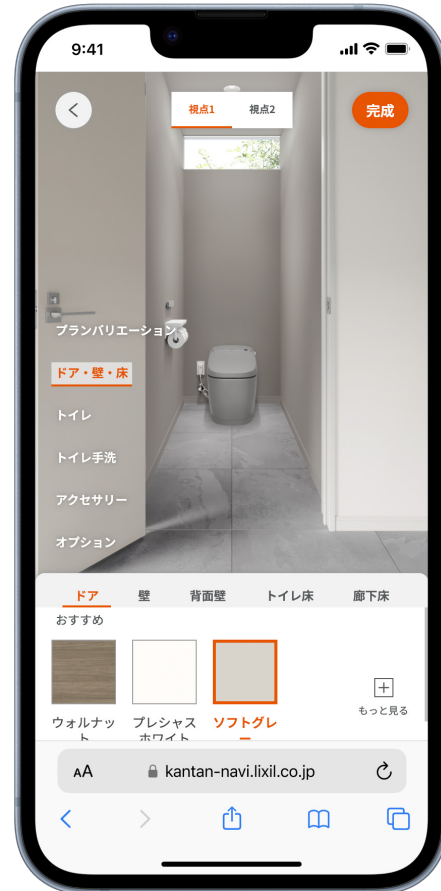 9:41
視点1
視点2
完成
プランバリエーション
ドア・壁・床
トイレ
トイレ手洗
アクセサリー
オプション
ドア
壁
背面壁
トイレ床
廊下床
おすすめ
ウォルナッ
ト
プレシャス
ホワイト
ソフトグレ
ー
もっと見る
AA
kantan-navi.lixil.co.jp